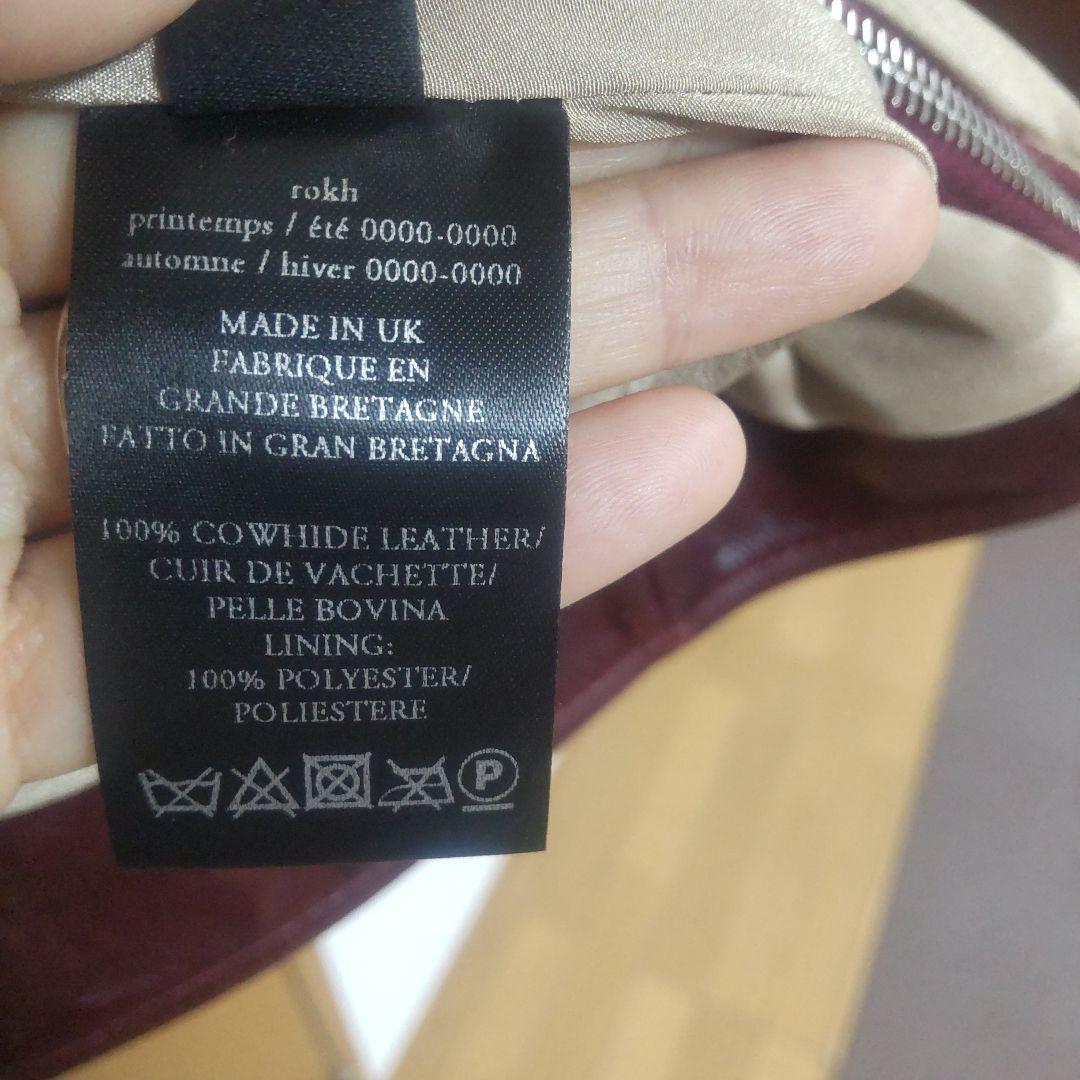 rokh
printemps / été 0000-0000
automne / hiver 0000-0000
MADE IN UK
FABRIQUE EN
GRANDE BRETAGNE
FATTO IN GRAN BRETAGNA
100% COWHIDE LEATHER/
CUIR DE VACHETTE/
PELLE BOVINA
LINING:
100% POLYESTER/
POLIESTERE
P